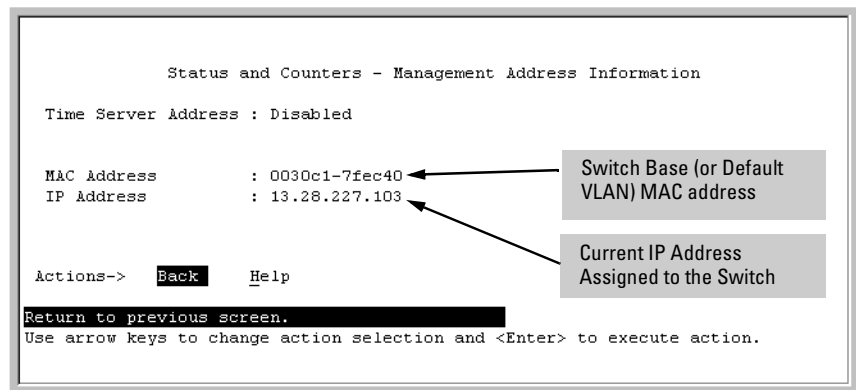 Status and Counters - Management Address Information
Time Server Address : Disabled
MAC Address : 0030c1-7fec40
IP Address : 13.28.227.103
Switch Base (or Default
VLAN) MAC address
Current IP Address
Assigned to the Switch
Actions-> Back Help
Return to previous screen.
Use arrow keys to change action selection and <Enter> to execute action.